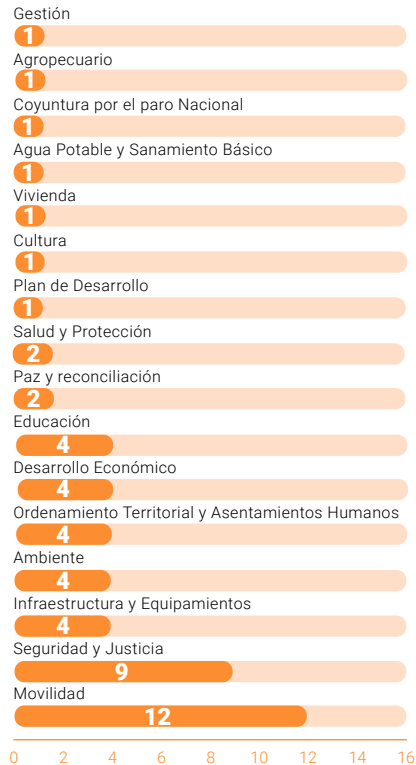 Gestión
1
Agropecuario
1
Coyuntura por el paro Nacional
1
Agua Potable y Sanamiento Básico
1
Vivienda
1
Cultura
1
Plan de Desarrollo
1
Salud y Protección
2
Paz y reconciliación
2
Educación
4
Desarrollo Económico
4
Ordenamiento Territorial y Asentamientos Humanos
4
Ambiente
4
Infraestructura y Equipamientos
4
Seguridad y Justicia
9
Movilidad
12
0 2 4 6 8 10 12 14 16